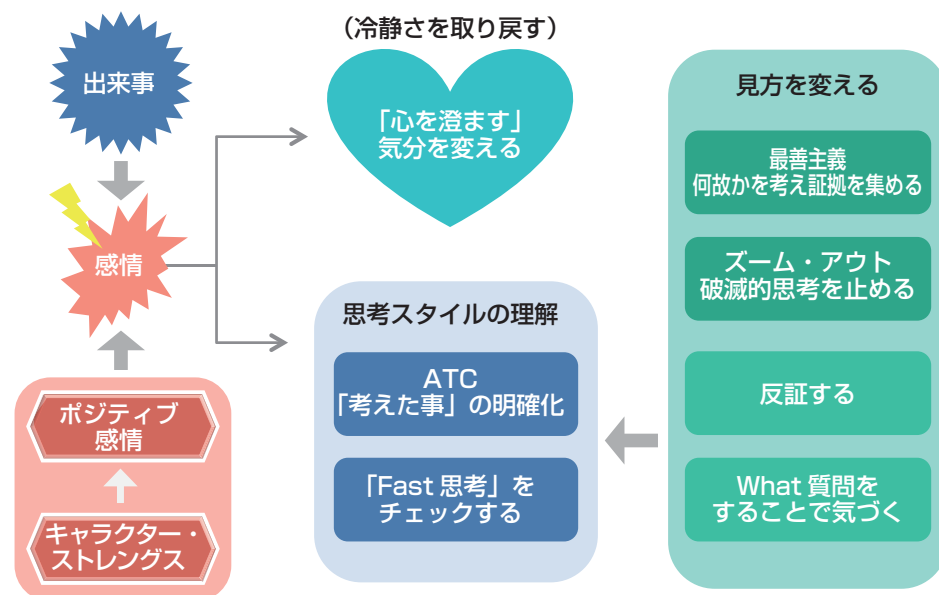 出来事
感情
ポジティブ
感情
キャラクター・
ストレングス
(冷静さを取り戻す)
「心を澄ます」
気分を変える
思考スタイルの理解
ATC
「考えた事」の明確化
「Fast 思考」を
チェックする
見方を変える
最善主義
何故かを考え証拠を集める
ズーム・アウト
破滅的思考を止める
反証する
What 質問を
することで気づく